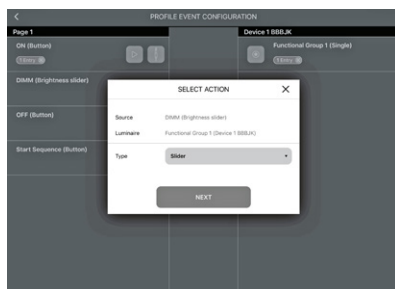 PROFILE EVENT CONFIGURATION
Page 1
Device 1 BBBJK
ON (Button)
1 Entry
Functional Group 1 (Single)
1 Entry
DIMM (Brightness slider)
OFF (Button)
Start Sequence (Button)
SELECT ACTION
Source DIMM (Brightness slider)
Luminaire Functional Group 1 (Device 1 BBBJK)
Type Slider
NEXT